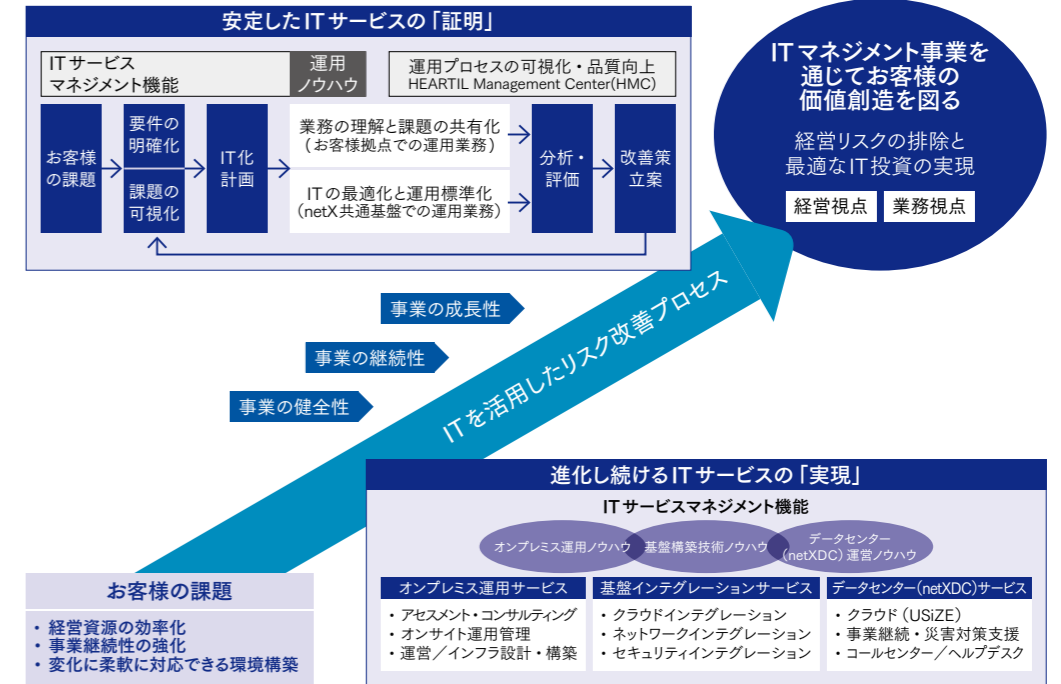 安定したITサービスの「証明」
ITサービス
マネジメント機能
運用
ノウハウ
運用プロセスの可視化・品質向上
HEARTIL Management Center(HMC)
お客様
の課題
要件の
明確化
課題の
可視化
IT化
計画
業務の理解と課題の共有化
(お客様拠点での運用業務)
ITの最適化と運用標準化
(netX共通基盤での運用業務)
分析・
評価
改善策
立案
ITマネジメント事業を
通じてお客様の
価値創造を図る
経営リスクの排除と
最適なIT投資の実現
経営視点
業務視点
事業の成長性
事業の継続性
事業の健全性
ITを活用したリスク改善プロセス
お客様の課題
・経営資源の効率化
・事業継続性の強化
・変化に柔軟に対応できる環境構築
進化し続けるITサービスの「実現」
ITサービスマネジメント機能
オンプレミス運用ノウハウ
基盤構築技術ノウハウ
データセンター
(netXDC)運営ノウハウ
オンプレミス運用サービス
・アセスメント・コンサルティング
・オンサイト運用管理
・運営／インフラ設計・構築
基盤インテグレーションサービス
・クラウドインテグレーション
・ネットワークインテグレーション
・セキュリティインテグレーション
データセンター(netXDC)サービス
・クラウド(USiZE)
・事業継続・災害対策支援
・コールセンター／ヘルプデスク